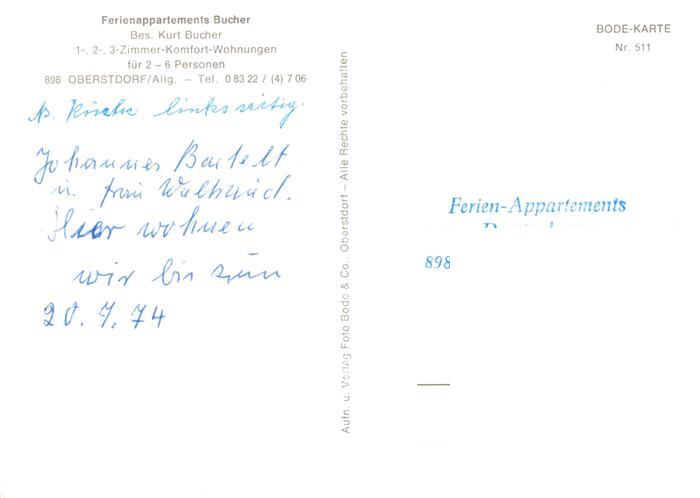 Ferienappartements Bucher
Bes. Kurt Bucher
1-, 2-, 3-Zimmer-Komfort-Wohnungen
für 2 – 6 Personen
898 OBERSTDORF/Allg. – Tel. 0 83 22 / (4) 7 06
linksseitig.
Johannes Bartelt
u. frau
Hier wohnen
wir bis zum
20. 7. 74
Aufn. u. Verlag Foto Bode & Co., Oberstdorf – Alle Rechte vorbehalten
BODE-KARTE
Nr. 511
Ferien-Appartements
898